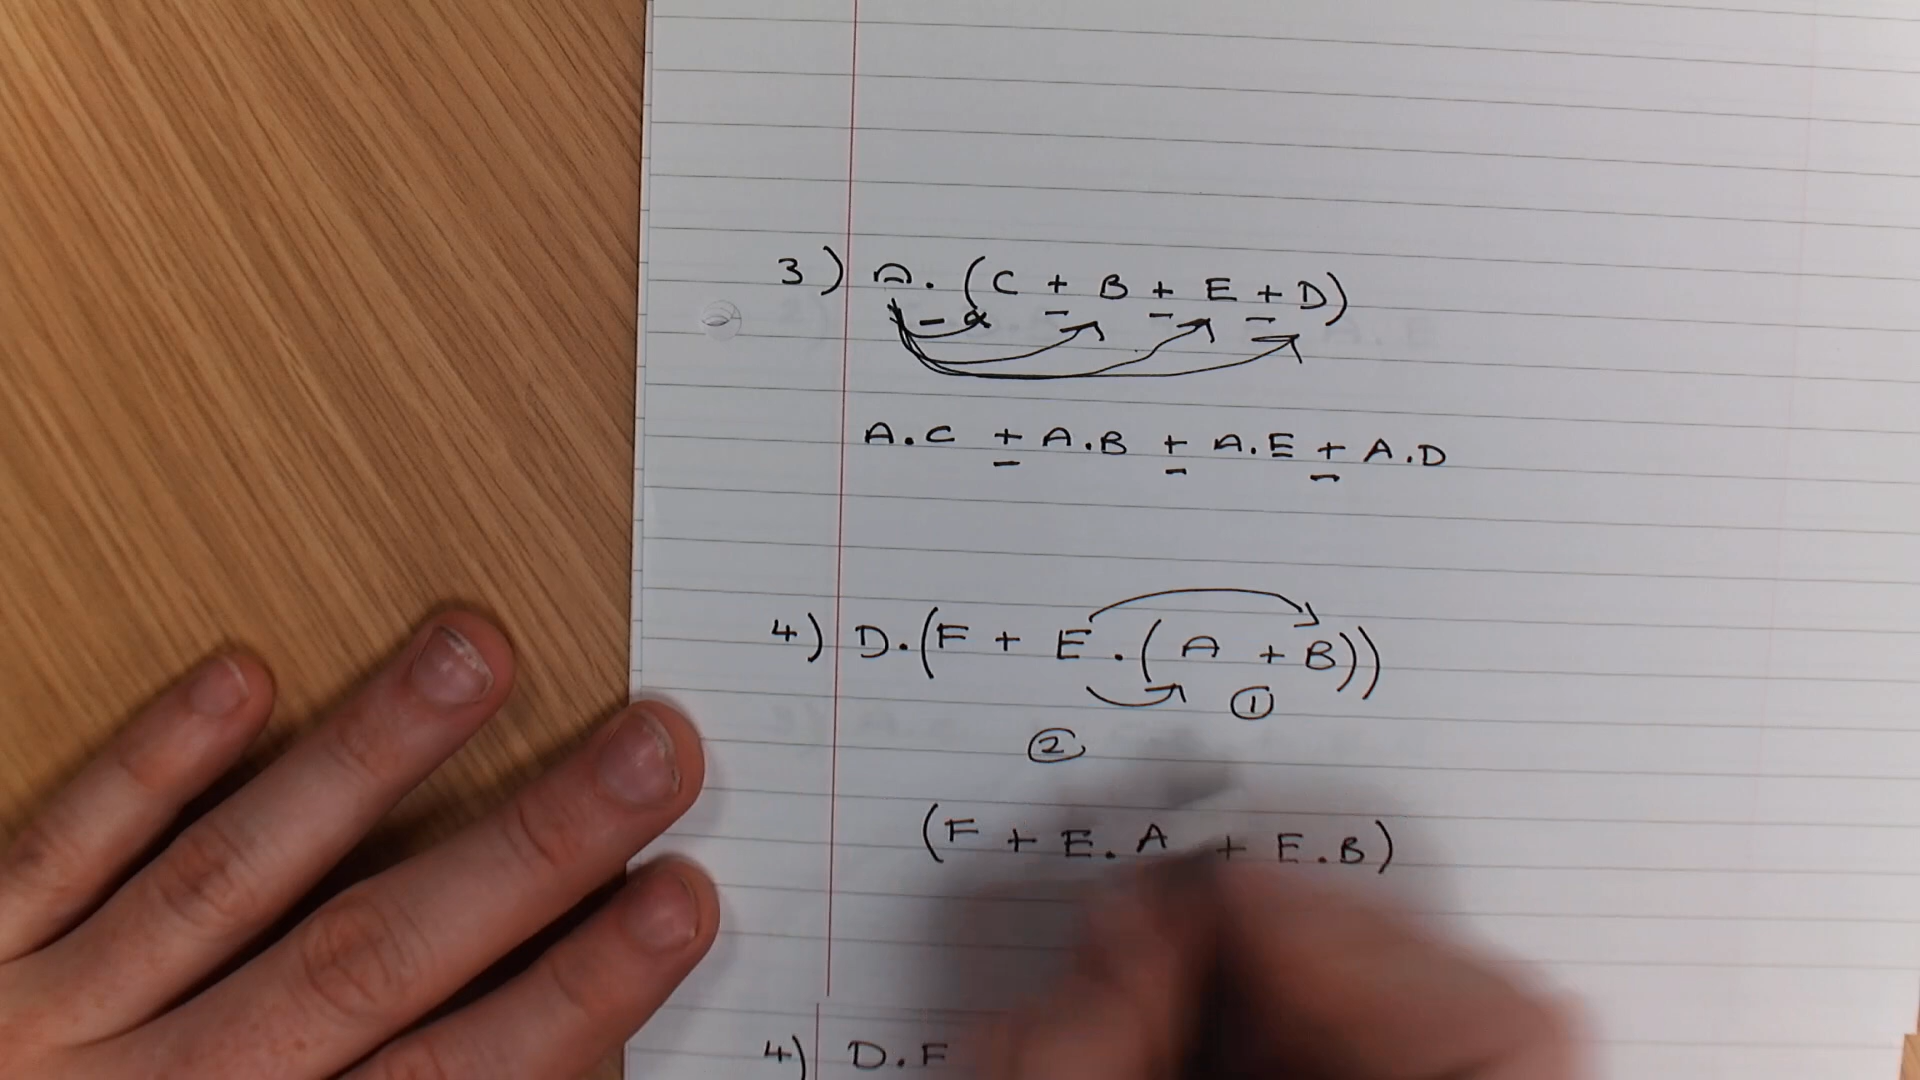 3) A.(C + B + E + D)
A.C + A.B + A.E + A.D
4) D.(F + E.(A + B))
①
②
(F + E.A + E.B)
4) D.F